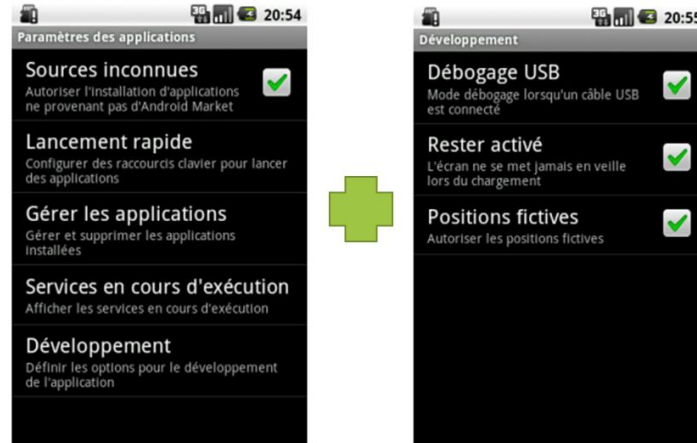 3G
20:54
Paramètres des applications
Sources inconnues
Autoriser l'installation d'applications
ne provenant pas d'Android Market
Lancement rapide
Configurer des raccourcis clavier pour lancer
des applications
Gérer les applications
Gérer et supprimer les applications
installées
Services en cours d'exécution
Afficher les services en cours d'exécution
Développement
Définir les options pour le développement
de l'application
3G
20:55
Développement
Débogage USB
Mode débogage lorsqu'un câble USB
est connecté
Rester activé
L'écran ne se met jamais en veille
lors du chargement
Positions fictives
Autoriser les positions fictives